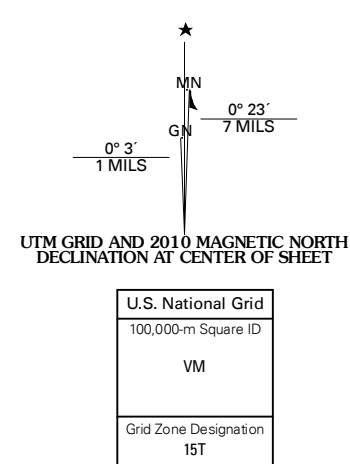 ★
MN
0° 23´
7 MILS
GN
0° 3´
1 MILS
UTM GRID AND 2010 MAGNETIC NORTH
DECLINATION AT CENTER OF SHEET
U.S. National Grid
100,000-m Square ID
VM
Grid Zone Designation
15T